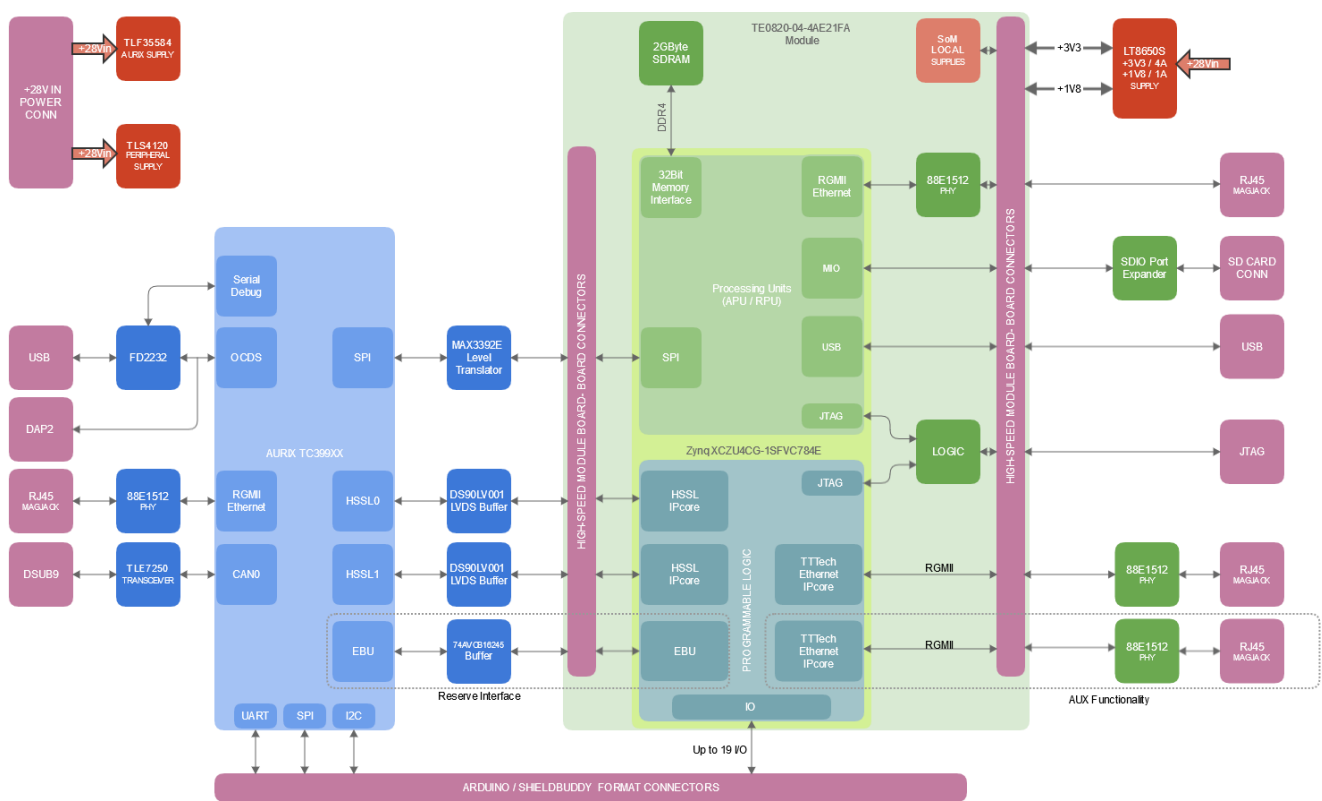 TE0820-04-4AE21FA
Module
+28V IN
POWER
CONN
+28Vin
TLF35584
AURIX SUPPLY
+28Vin
TLS4120
PERIPHERAL
SUPPLY
2GByte
SDRAM
DDR4
SoM
LOCAL
SUPPLIES
+3V3
+1V8
LT8650S
+3V3 / 4A
+1V8 / 1A
SUPPLY
+28Vin
32Bit
Memory
Interface
RGMII
Ethernet
88E1512
PHY
RJ45
MAGJACK
MIO
SDIO Port
Expander
SD CARD
CONN
Processing Units
(APU / RPU)
Serial
Debug
USB
FD2232
OCDS
SPI
MAX3392E
Level
Translator
SPI
USB
USB
DAP2
JTAG
LOGIC
JTAG
AURIX TC399XX
Zynq XCZU4CG-1SFVC784E
HIGH-SPEED MODULE BOARD- BOARD CONNECTORS
HIGH-SPEED MODULE BOARD- BOARD CONNECTORS
JTAG
RJ45
MAGJACK
88E1512
PHY
RGMII
Ethernet
HSSL0
DS90LV001
LVDS Buffer
HSSL
IPcore
DSUB9
TLE7250
TRANSCEIVER
CAN0
HSSL1
DS90LV001
LVDS Buffer
HSSL
IPcore
PROGRAMMABLE LOGIC
TTTech
Ethernet
IPcore
RGMII
88E1512
PHY
RJ45
MAGJACK
EBU
74AVCB16245
Buffer
EBU
TTTech
Ethernet
IPcore
RGMII
88E1512
PHY
RJ45
MAGJACK
Reserve Interface
AUX Functionality
UART
SPI
I2C
IO
Up to 19 I/O
ARDUINO / SHIELDBUDDY FORMAT CONNECTORS